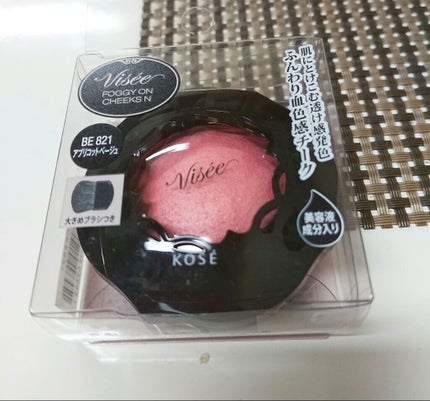 Visée
FOGGY ON
CHEEKS N
BE 821
アプリコットベージュ
大きめブラシつき
肌にとけこむ透け感発色
ふんわり血色感チーク
美容液
成分入り
Visée
KOSÉ